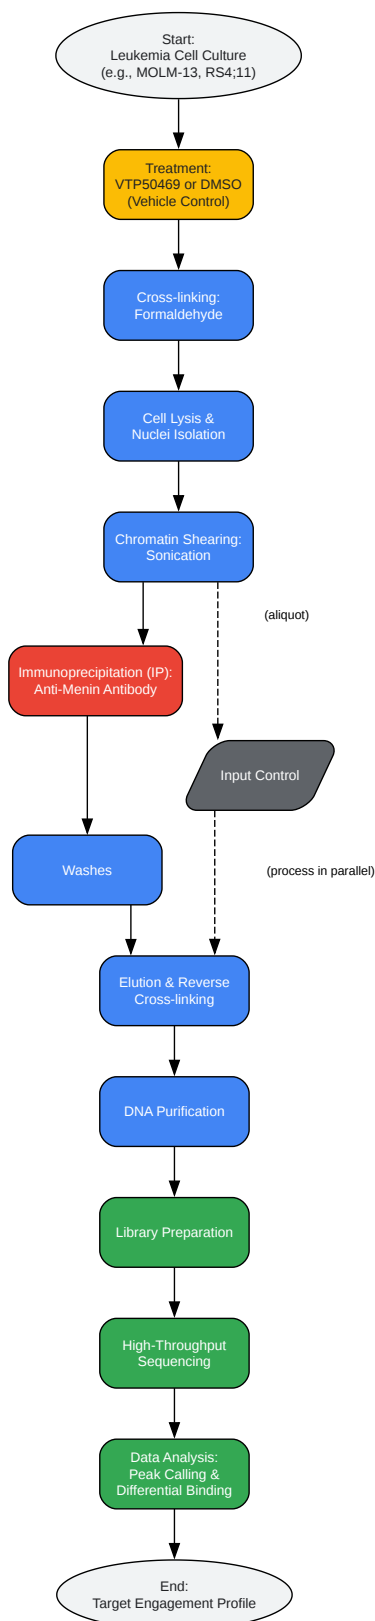 Start:
Leukemia Cell Culture
(e.g., MOLM-13, RS4;11)
Treatment:
VTP50469 or DMSO
(Vehicle Control)
Cross-linking:
Formaldehyde
Cell Lysis &
Nuclei Isolation
Chromatin Shearing:
Sonication
(aliquot)
Immunoprecipitation (IP):
Anti-Menin Antibody
Input Control
Washes
(process in parallel)
Elution & Reverse
Cross-linking
DNA Purification
Library Preparation
High-Throughput
Sequencing
Data Analysis:
Peak Calling &
Differential Binding
End:
Target Engagement Profile